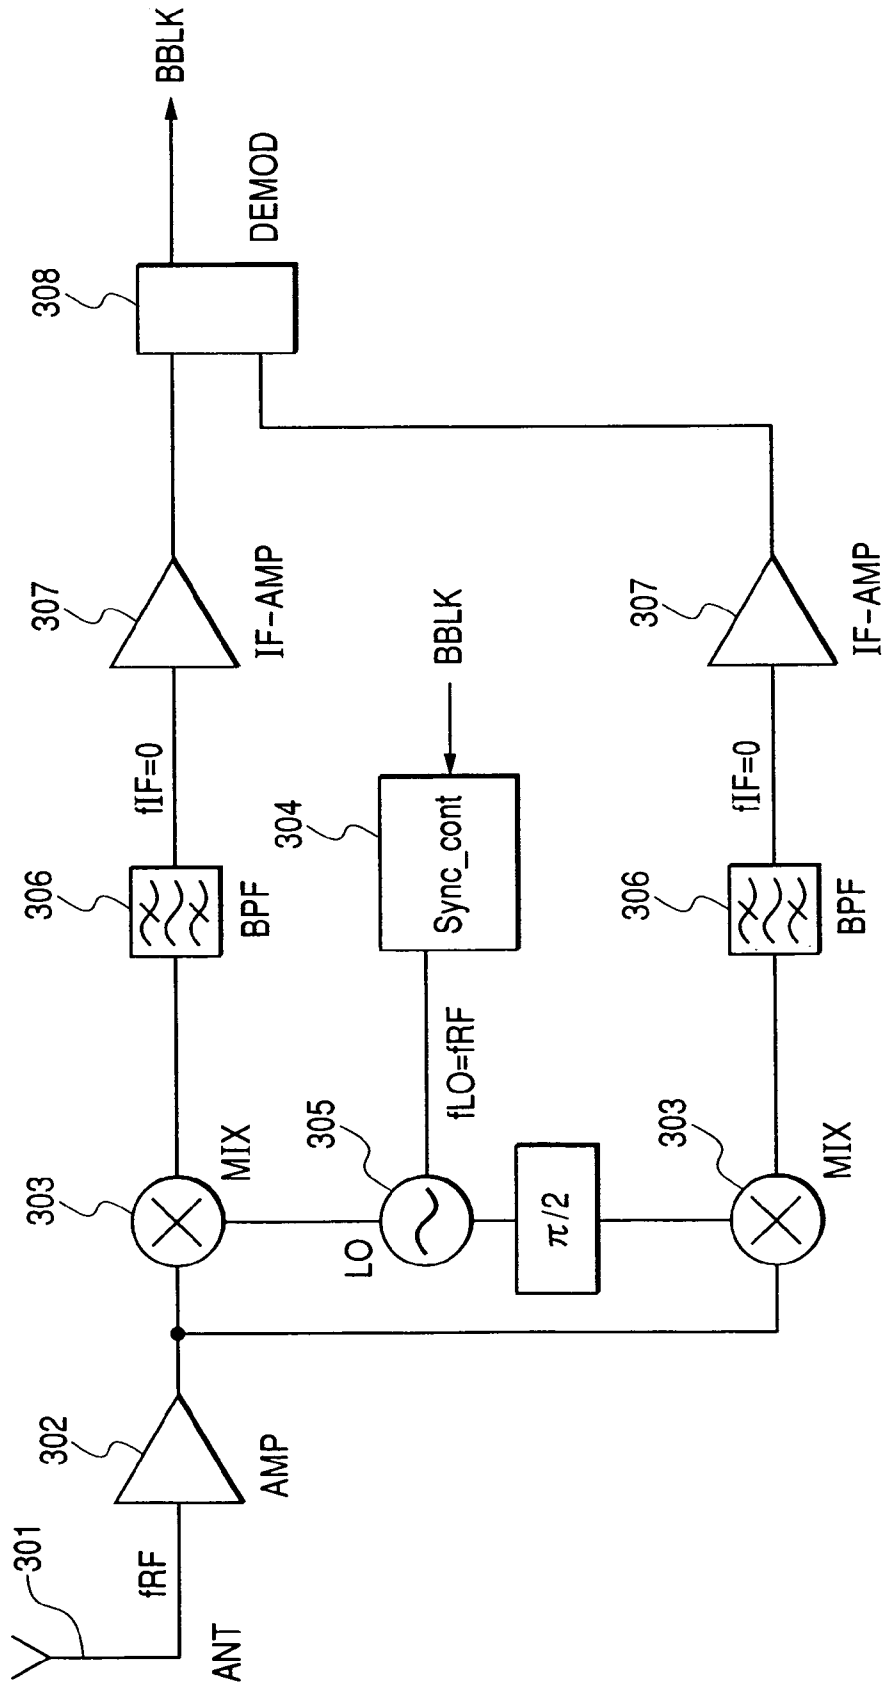 301
fRF
ANT
302
AMP
303
MIX
306
BPF
fIF=0
307
IF-AMP
308
DEMOD
BBLK
LO
305
fLO=fRF
304
Sync_cont
BBLK
π/2
303
MIX
306
BPF
fIF=0
307
IF-AMP